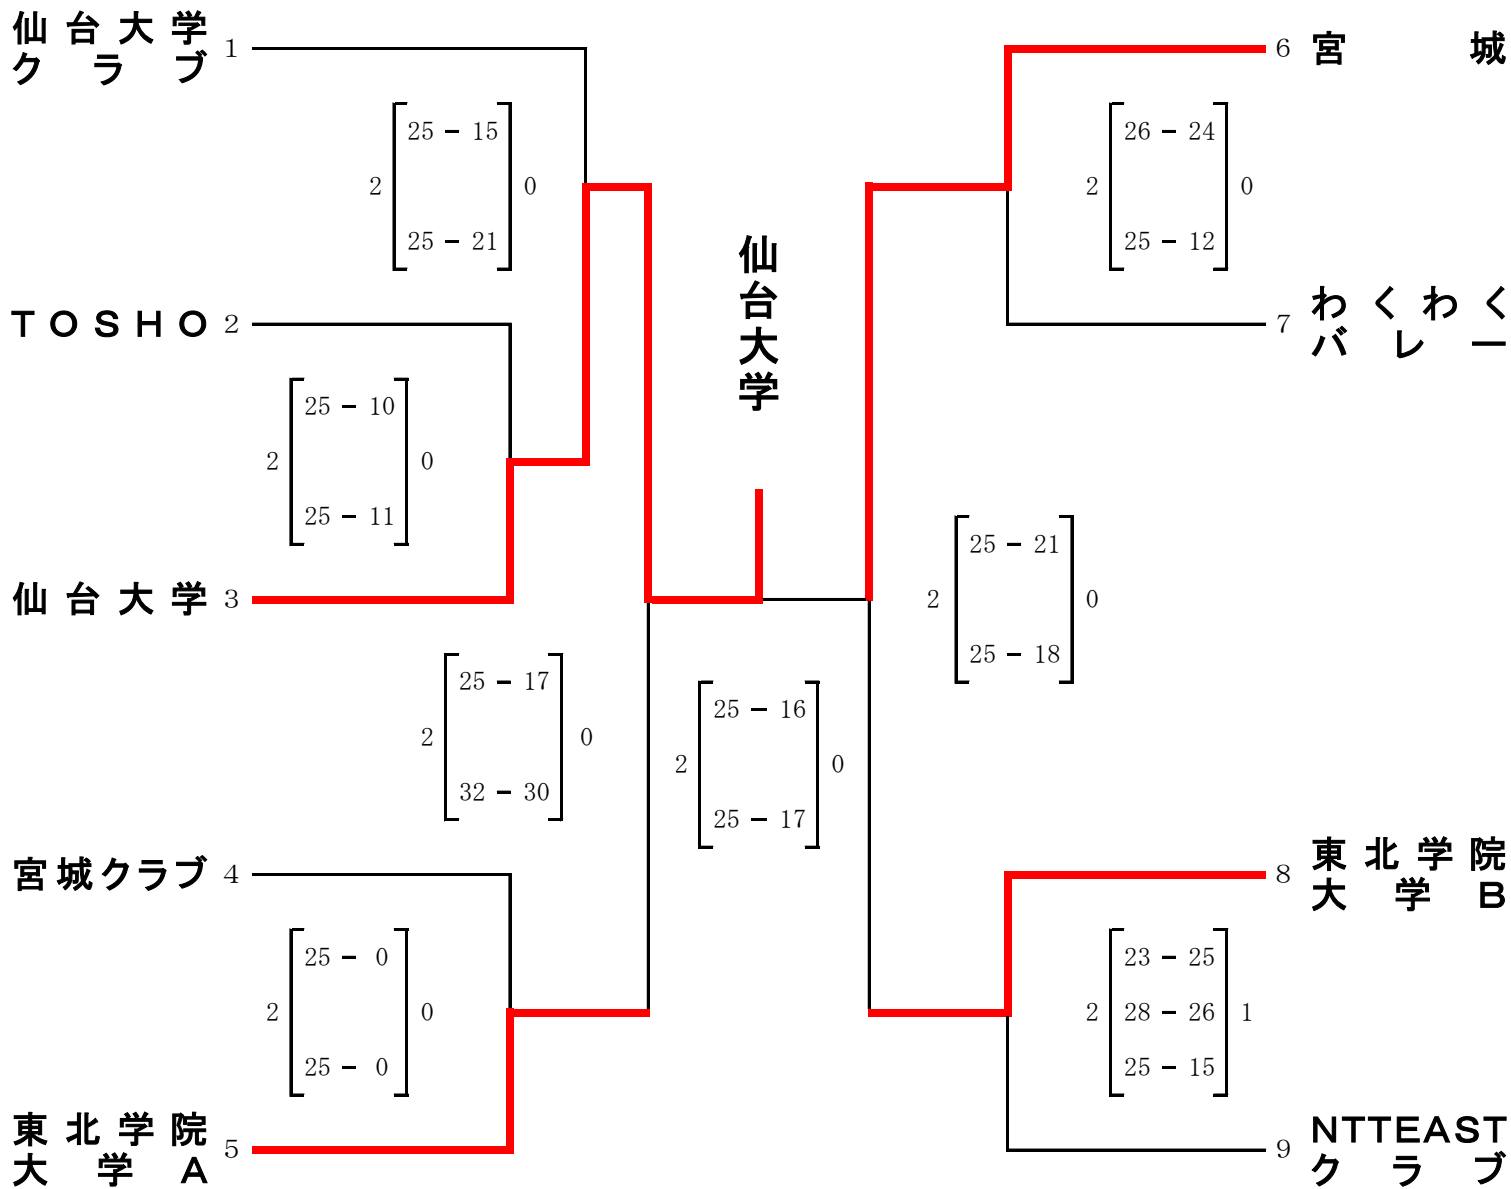 仙台大学
クラブ
1
25 － 15
2
0
25 － 21
TOSHO
2
25 － 10
2
0
25 － 11
仙台大学
3
25 － 17
2
0
32 － 30
宮城クラブ
4
25 － 0
2
0
25 － 0
東北学院
大学A
5
仙台大学
25 － 16
2
0
25 － 17
6
宮城
26 － 24
2
0
25 － 12
7
わくわく
バレー
25 － 21
2
0
25 － 18
8
東北学院
大学B
23 － 25
2
28 － 26
1
25 － 15
9
NTTEAST
クラブ